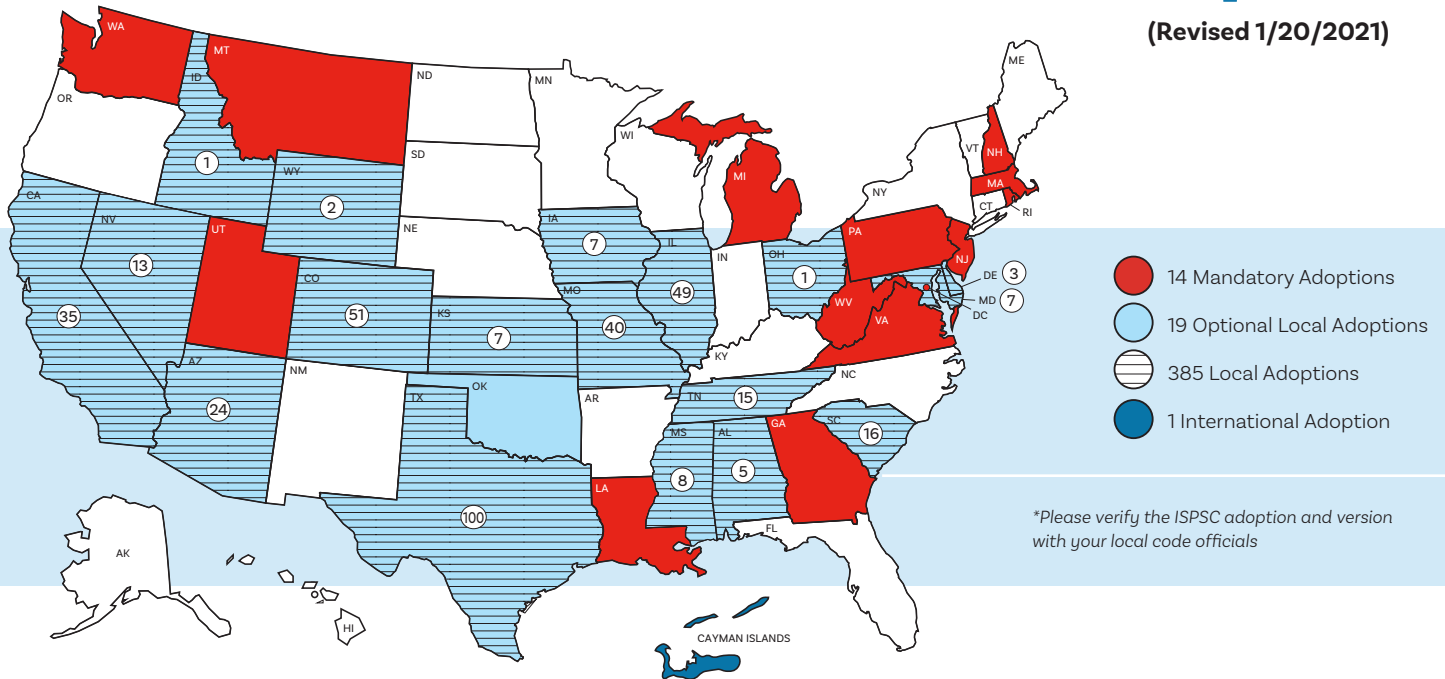 (Revised 1/20/2021)
WA
MT
ND
MN
ME
ID
OR
WI
VT
NH
SD
1
WY
MI
MA
NY
CT
RI
2
CA
NV
IA
NE
UT
PA
7
IL
OH
IN
NJ
13
CO
1
DE 3
MO
49
MD 7
WV
DC
35
51
KS
40
VA
7
KY
AZ
NM
OK
NC
TX
AR
TN
15
24
GA
SC
MS
AL
16
5
8
LA
100
FL
AK
HI
CAYMAN ISLANDS
14 Mandatory Adoptions
19 Optional Local Adoptions
385 Local Adoptions
1 International Adoption
*Please verify the ISPSC adoption and version
with your local code officials